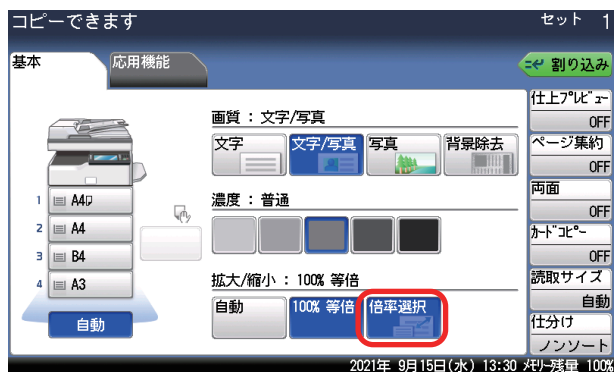 コピーできます セット 1
基本 応用機能 割り込み
画質：文字/写真
文字 文字/写真 写真 背景除去
濃度：普通
拡大/縮小：100% 等倍
自動 100% 等倍 倍率選択
1 A4
2 A4
3 B4
4 A3
自動
仕上ﾌﾟﾚﾋﾞｭｰ
OFF
ページ集約
OFF
両面
OFF
ｶｰﾄﾞｺﾋﾟｰ
OFF
読取サイズ
自動
仕分け
ノンソート
2021年 9月15日(水) 13:30 ﾒﾓﾘｰ残量 100%